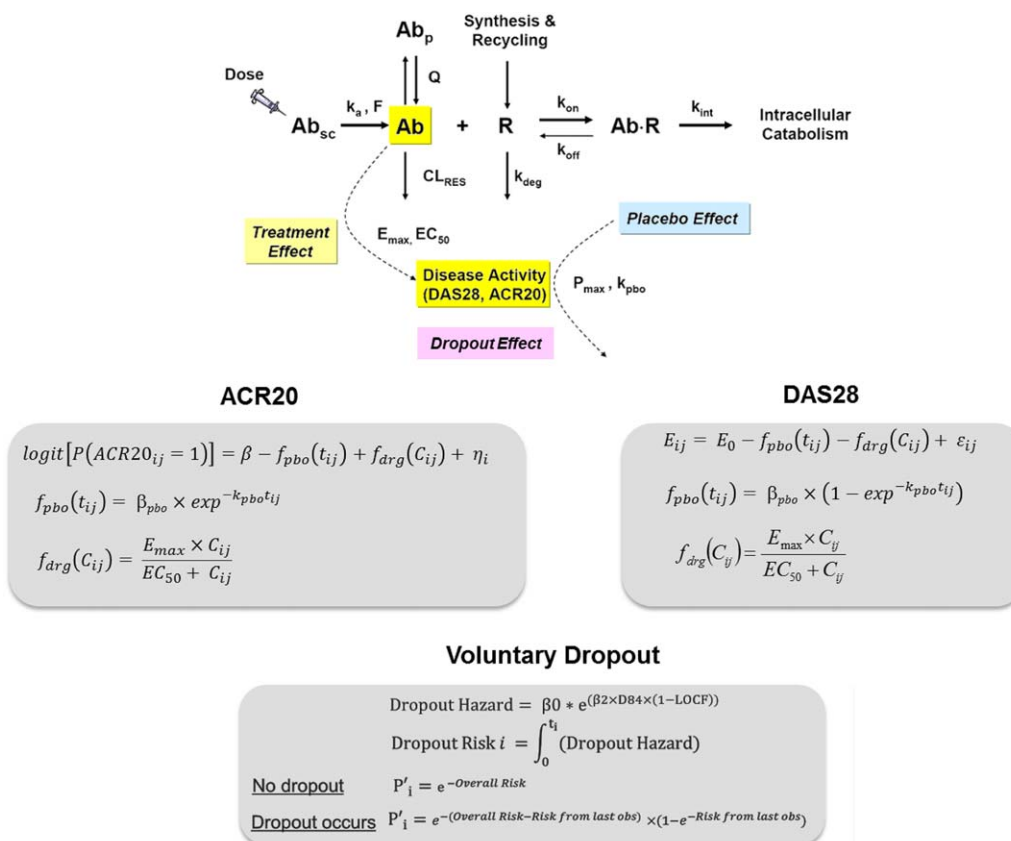 Ab_p
Synthesis &
Recycling
Dose
Q
k_a , F
k_on
k_int
Ab_sc
Ab
+
R
Ab·R
Intracellular
Catabolism
k_off
CL_RES
k_deg
Placebo Effect
Treatment
Effect
E_max, EC_50
Disease Activity
(DAS28, ACR20)
P_max , k_pbo
Dropout Effect
ACR20
logit[P(ACR20_ij = 1)] = β − f_pbo(t_ij) + f_drg(C_ij) + η_i
f_pbo(t_ij) = β_pbo × exp^(−k_pbo t_ij)
f_drg(C_ij) = (E_max × C_ij) / (EC_50 + C_ij)
DAS28
E_ij = E_0 − f_pbo(t_ij) − f_drg(C_ij) + ε_ij
f_pbo(t_ij) = β_pbo × (1 − exp^(−k_pbo t_ij))
f_drg(C_ij) = (E_max × C_ij) / (EC_50 + C_ij)
Voluntary Dropout
Dropout Hazard = β0 * e^(β2×D84×(1−LOCF))
Dropout Risk i = ∫_0^t_i (Dropout Hazard)
No dropout P′_i = e^−Overall Risk
Dropout occurs P′_i = e^−(Overall Risk−Risk from last obs) ×(1−e^−Risk from last obs)